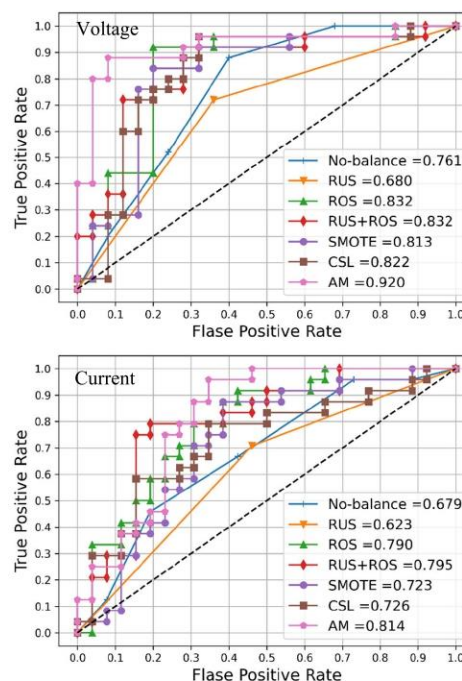 Voltage
1.0
0.9
0.8
0.7
0.6
0.5
0.4
0.3
0.2
0.1
0.0
True Positive Rate
No-balance =0.761
RUS =0.680
ROS =0.832
RUS+ROS =0.832
SMOTE =0.813
CSL =0.822
AM =0.920
0.0 0.1 0.2 0.3 0.4 0.5 0.6 0.7 0.8 0.9 1.0
Flase Positive Rate
Current
1.0
0.9
0.8
0.7
0.6
0.5
0.4
0.3
0.2
0.1
0.0
True Positive Rate
No-balance =0.679
RUS =0.623
ROS =0.790
RUS+ROS =0.795
SMOTE =0.723
CSL =0.726
AM =0.814
0.0 0.1 0.2 0.3 0.4 0.5 0.6 0.7 0.8 0.9 1.0
Flase Positive Rate